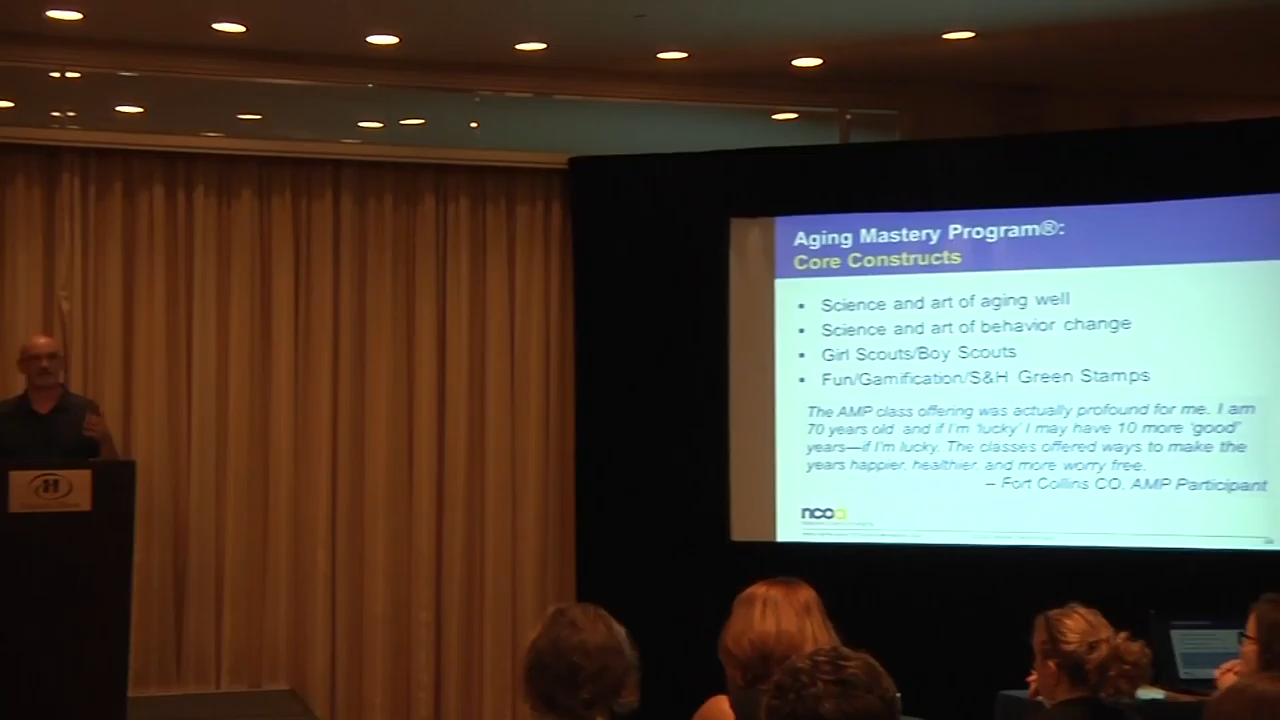 Aging Mastery Program®:
Core Constructs
• Science and art of aging well
• Science and art of behavior change
• Girl Scouts/Boy Scouts
• Fun/Gamification/S&H Green Stamps
The AMP class offering was actually profound for me. I am
70 years old and if I'm 'lucky' I may have 10 more 'good'
years—if I'm lucky. The classes offered ways to make the
years happier, healthier, and more worry free.
– Fort Collins CO, AMP Participant
ncoa
H